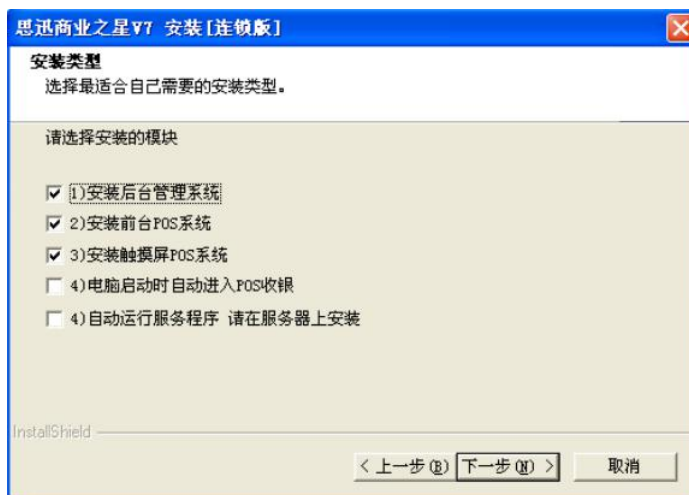 思迅商业之星V7 安装[连锁版]
安装类型
选择最适合自己需要的安装类型。
请选择安装的模块
1)安装后台管理系统
2)安装前台POS系统
3)安装触摸屏POS系统
4)电脑启动时自动进入POS收银
4)自动运行服务程序 请在服务器上安装
InstallShield
< 上一步(B) 下一步(N) > 取消